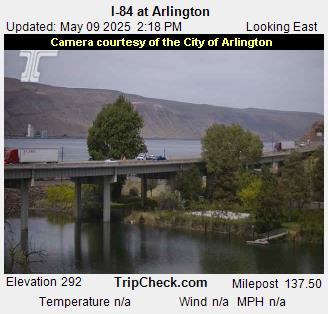 I-84 at Arlington
Updated: May 09 2025 2:18 PM Looking East
Camera courtesy of the City of Arlington
Elevation 292 TripCheck.com Milepost 137.50
Temperature n/a Wind n/a MPH n/a